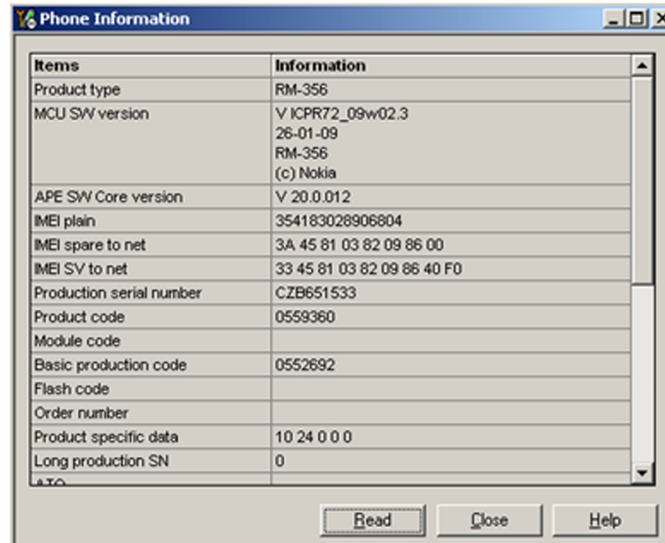 Phone Information
Items Information
Product type RM-356
MCU SW version V ICPR72_09w02.3
26-01-09
RM-356
(c) Nokia
APE SW Core version V 20.0.012
IMEI plain 354183028906804
IMEI spare to net 3A 45 81 03 82 09 86 00
IMEI SV to net 33 45 81 03 82 09 86 40 F0
Production serial number CZB651533
Product code 0559360
Module code
Basic production code 0552692
Flash code
Order number
Product specific data 10 24 0 0 0
Long production SN 0
ATO
Read Close Help